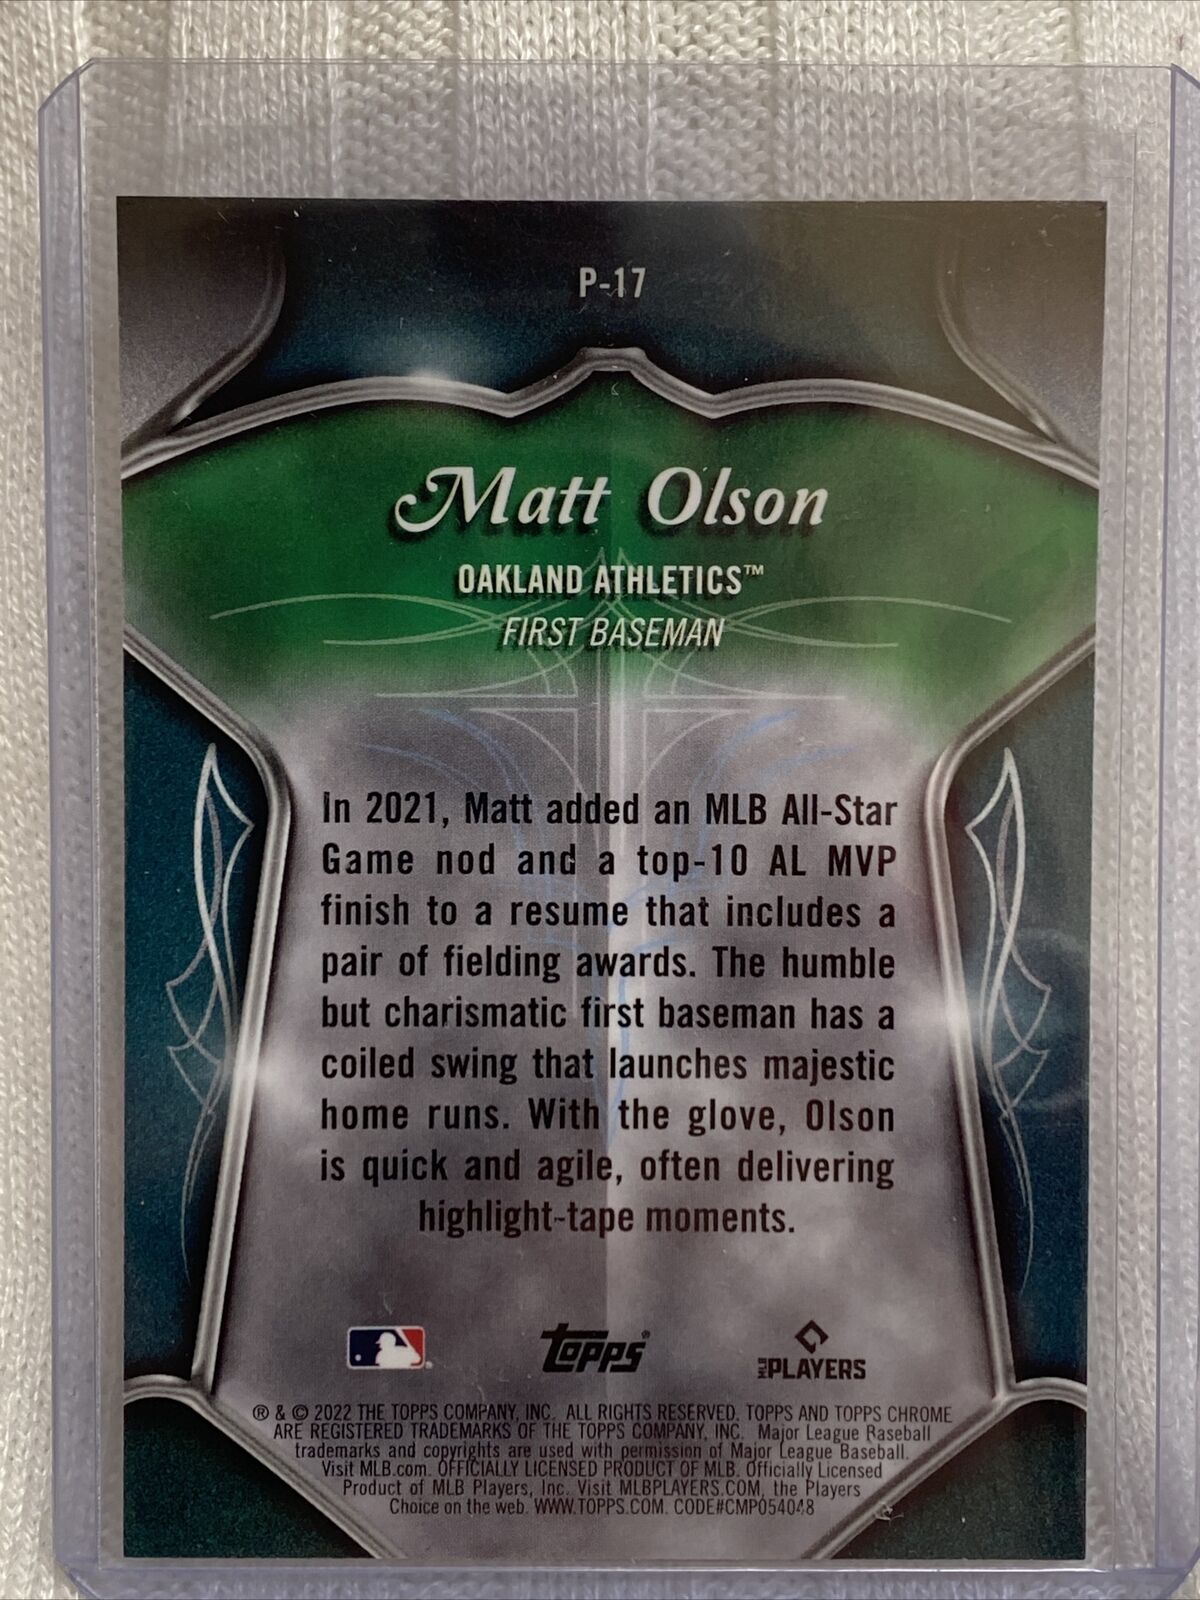 P-17
Matt Olson
OAKLAND ATHLETICS™
FIRST BASEMAN
In 2021, Matt added an MLB All-Star
Game nod and a top-10 AL MVP
finish to a resume that includes a
pair of fielding awards. The humble
but charismatic first baseman has a
coiled swing that launches majestic
home runs. With the glove, Olson
is quick and agile, often delivering
highlight-tape moments.
topps®
MLB PLAYERS
® & © 2022 THE TOPPS COMPANY, INC. ALL RIGHTS RESERVED. TOPPS AND TOPPS CHROME
ARE REGISTERED TRADEMARKS OF THE TOPPS COMPANY, INC. Major League Baseball
trademarks and copyrights are used with permission of Major League Baseball.
Visit MLB.com. OFFICIALLY LICENSED PRODUCT OF MLB. Officially Licensed
Product of MLB Players, Inc. Visit MLBPLAYERS.COM, the Players
Choice on the web. WWW.TOPPS.COM. CODE#CMP054048